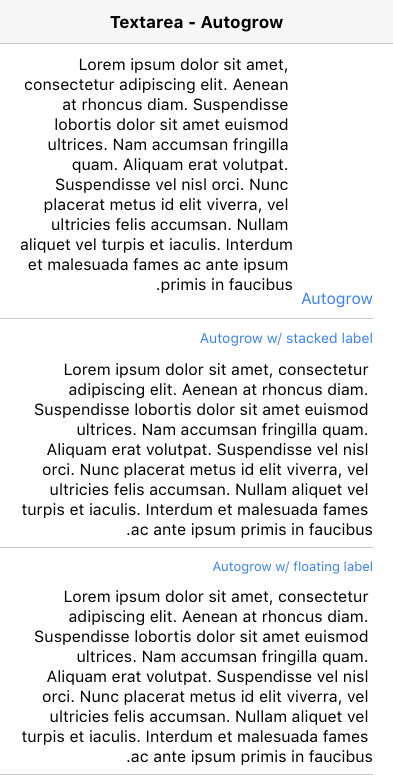 Textarea - Autogrow
Lorem ipsum dolor sit amet,
consectetur adipiscing elit. Aenean
at rhoncus diam. Suspendisse
lobortis dolor sit amet euismod
ultrices. Nam accumsan fringilla
quam. Aliquam erat volutpat.
Suspendisse vel nisl orci. Nunc
placerat metus id elit viverra, vel
ultricies felis accumsan. Nullam
aliquet vel turpis et iaculis. Interdum
et malesuada fames ac ante ipsum
.primis in faucibus
Autogrow
Autogrow w/ stacked label
Lorem ipsum dolor sit amet, consectetur
adipiscing elit. Aenean at rhoncus diam.
Suspendisse lobortis dolor sit amet euismod
ultrices. Nam accumsan fringilla quam.
Aliquam erat volutpat. Suspendisse vel nisl
orci. Nunc placerat metus id elit viverra, vel
ultricies felis accumsan. Nullam aliquet vel
turpis et iaculis. Interdum et malesuada fames
.ac ante ipsum primis in faucibus
Autogrow w/ floating label
Lorem ipsum dolor sit amet, consectetur
adipiscing elit. Aenean at rhoncus diam.
Suspendisse lobortis dolor sit amet euismod
ultrices. Nam accumsan fringilla quam.
Aliquam erat volutpat. Suspendisse vel nisl
orci. Nunc placerat metus id elit viverra, vel
ultricies felis accumsan. Nullam aliquet vel
turpis et iaculis. Interdum et malesuada fames
.ac ante ipsum primis in faucibus